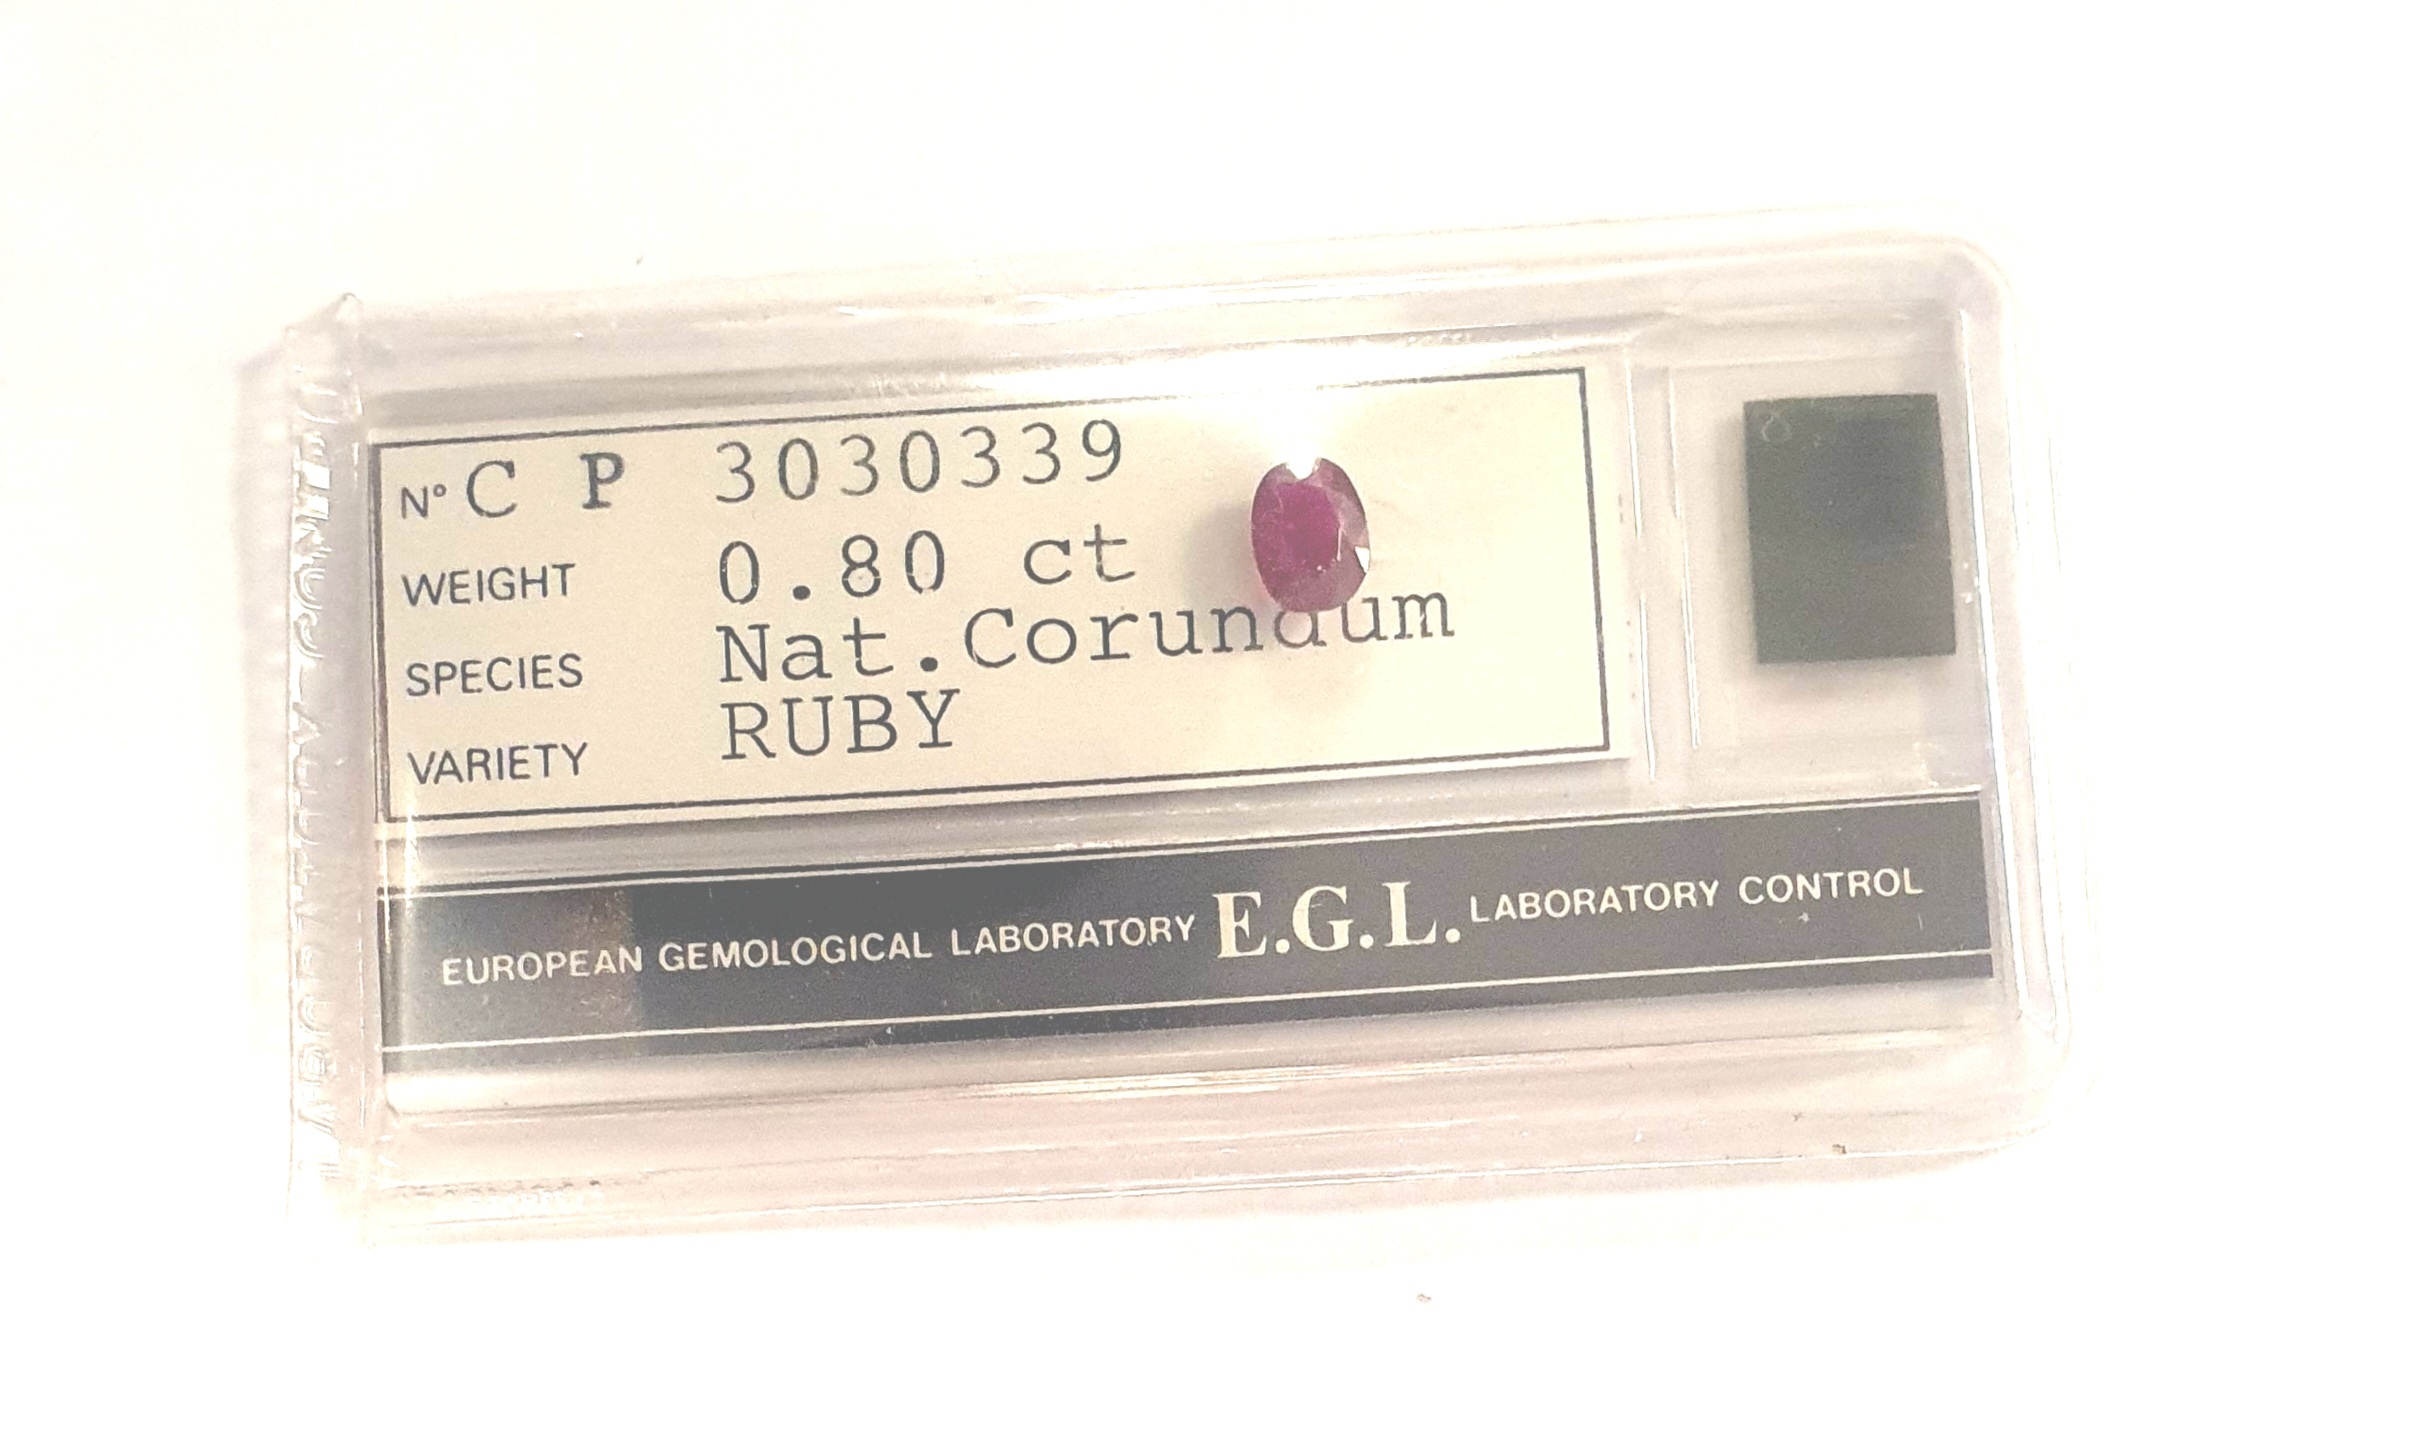 N° C P 3030339
WEIGHT 0.80 ct
SPECIES Nat.Corundum
VARIETY RUBY
EUROPEAN GEMOLOGICAL LABORATORY E.G.L. LABORATORY CONTROL